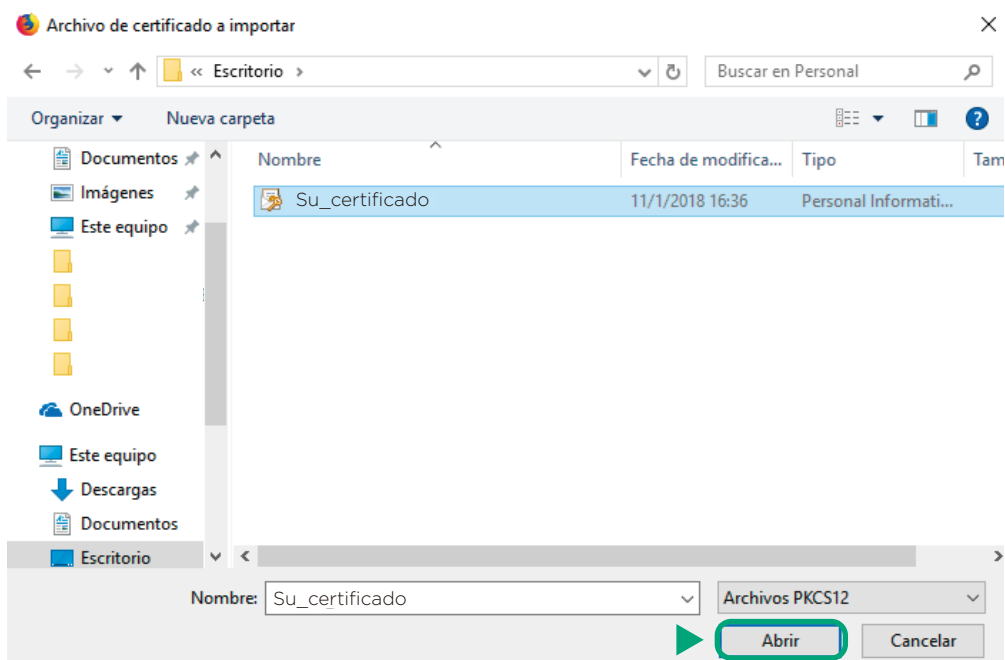 Archivo de certificado a importar
« Escritorio >
Buscar en Personal
Organizar
Nueva carpeta
?
Documentos
Imágenes
Este equipo
OneDrive
Este equipo
Descargas
Documentos
Escritorio
Nombre Fecha de modifica... Tipo Tam
Su_certificado 11/1/2018 16:36 Personal Informati...
Nombre: Su_certificado
Archivos PKCS12
Abrir
Cancelar